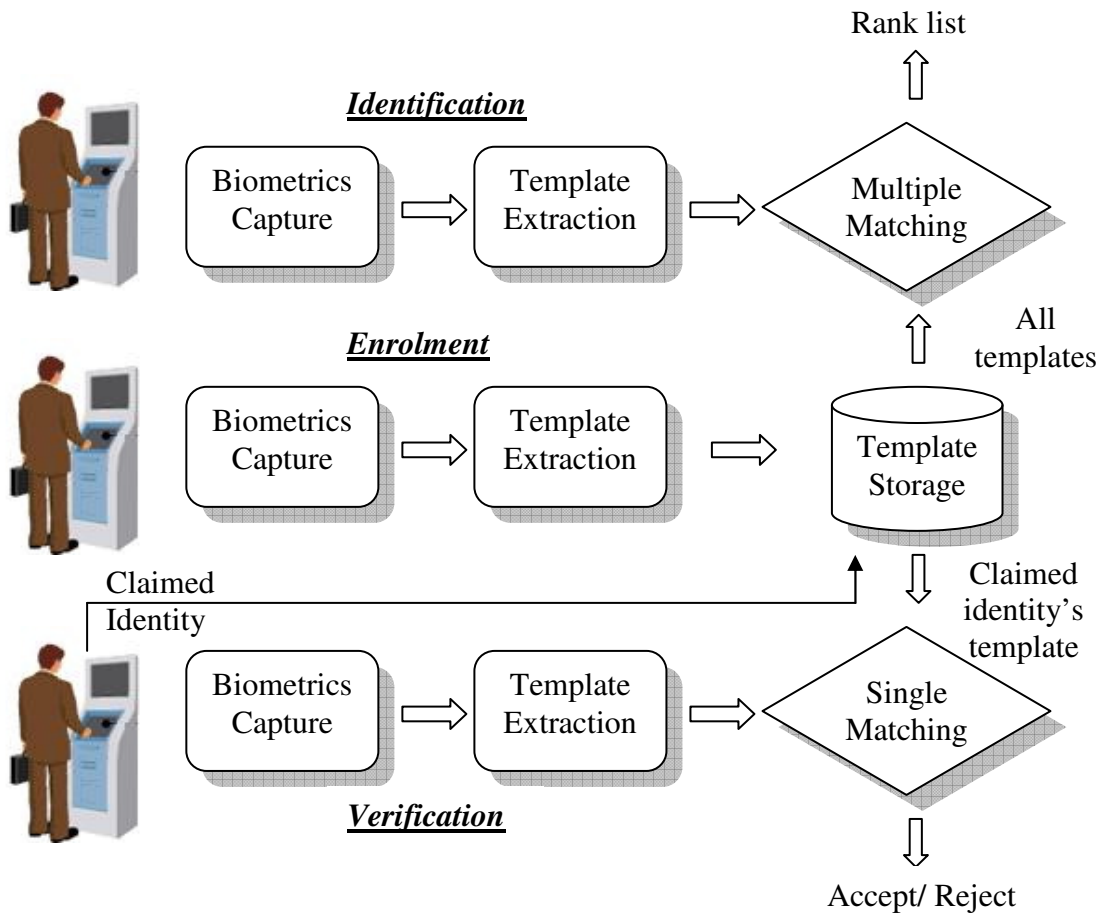 Rank list
Identification
Biometrics
Capture
Template
Extraction
Multiple
Matching
All
templates
Enrolment
Biometrics
Capture
Template
Extraction
Template
Storage
Claimed
Identity
Claimed
identity's
template
Biometrics
Capture
Template
Extraction
Single
Matching
Verification
Accept/ Reject